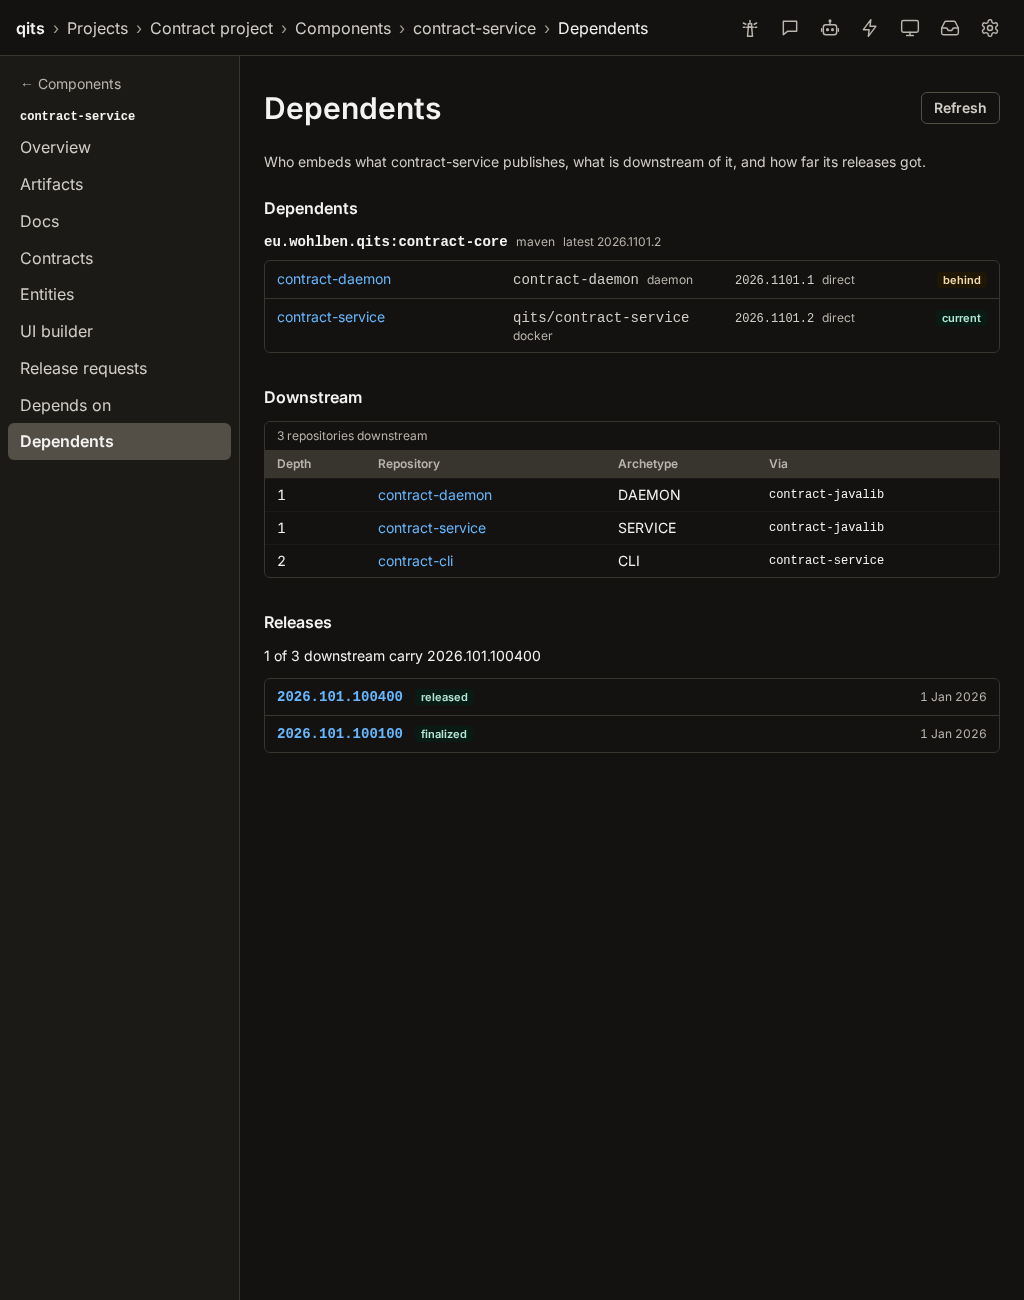 qits › Projects › Contract project › Components › contract-service › Dependents
← Components
contract-service
Overview
Artifacts
Docs
Contracts
Entities
UI builder
Release requests
Depends on
Dependents
Dependents
Refresh
Who embeds what contract-service publishes, what is downstream of it, and how far its releases got.
Dependents
eu.wohlben.qits:contract-core maven latest 2026.1101.2
contract-daemon contract-daemon daemon 2026.1101.1 direct behind
contract-service qits/contract-service 2026.1101.2 direct current
docker
Downstream
3 repositories downstream
Depth Repository Archetype Via
1 contract-daemon DAEMON contract-javalib
1 contract-service SERVICE contract-javalib
2 contract-cli CLI contract-service
Releases
1 of 3 downstream carry 2026.101.100400
2026.101.100400 released 1 Jan 2026
2026.101.100100 finalized 1 Jan 2026